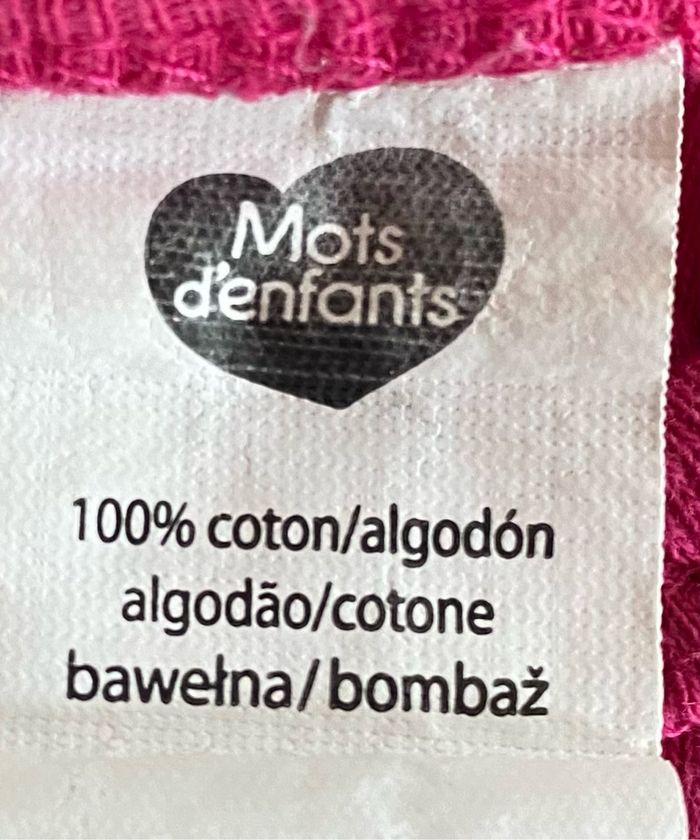 Mots
d'enfants
100% coton/algodón
algodão/cotone
bawełna/bombaž